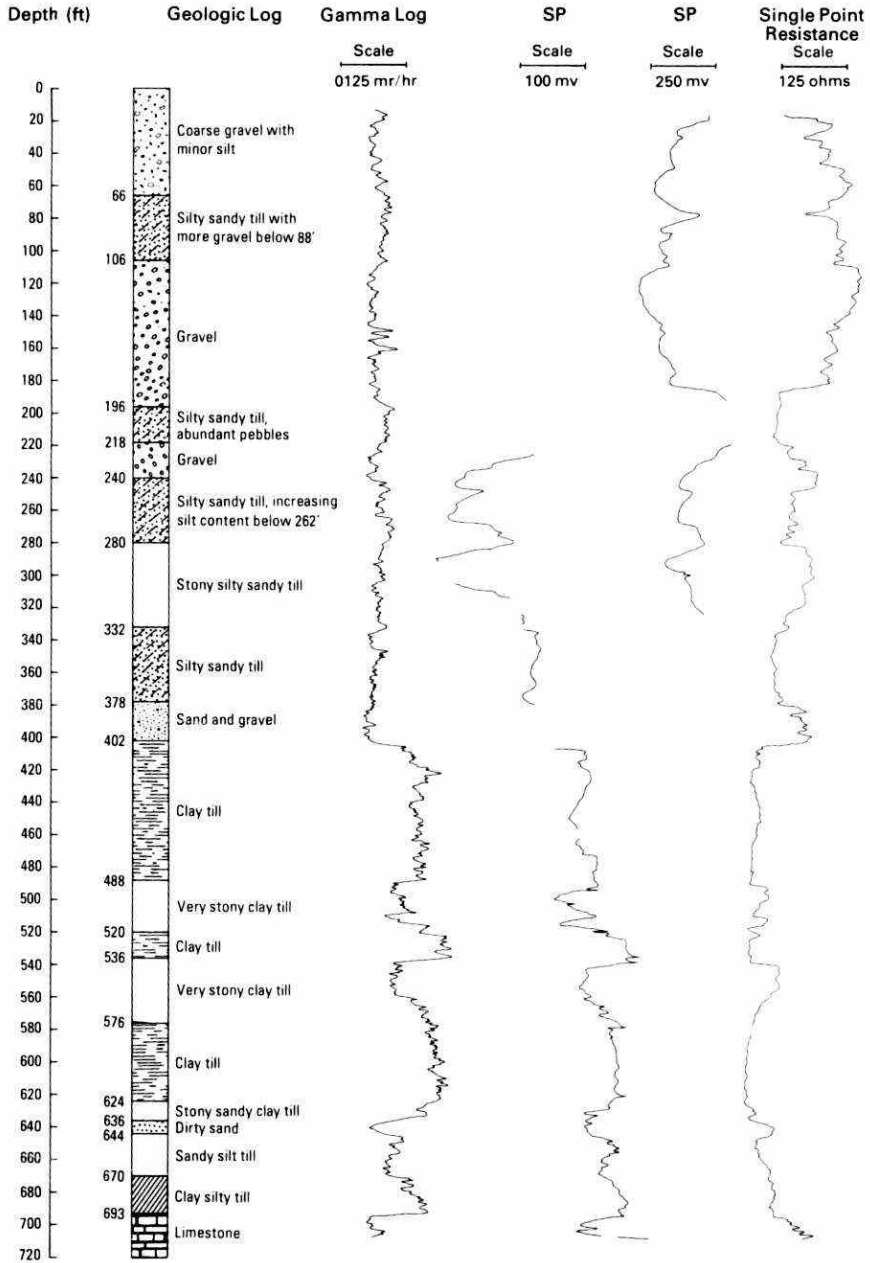 Depth (ft) Geologic Log Gamma Log SP SP Single Point Resistance
Scale Scale Scale Scale
0125 mr/hr 100 mv 250 mv 125 ohms
0
20
Coarse gravel with
40 minor silt
60
66
80 Silty sandy till with
more gravel below 88'
100
106
120
140
Gravel
160
180
196
200 Silty sandy till,
abundant pebbles
218
220
Gravel
240 240
Silty sandy till, increasing
260 silt content below 262'
280 280
300
Stony silty sandy till
320
332
340
Silty sandy till
360
378
380
Sand and gravel
400
402
420
440
Clay till
460
480
488
500
Very stony clay till
520 520
Clay till
536
540
Very stony clay till
560
576
580
600
Clay till
620
624
Stony sandy clay till
636
640 Dirty sand
644
660 Sandy silt till
670
680
Clay silty till
693
700
Limestone
720